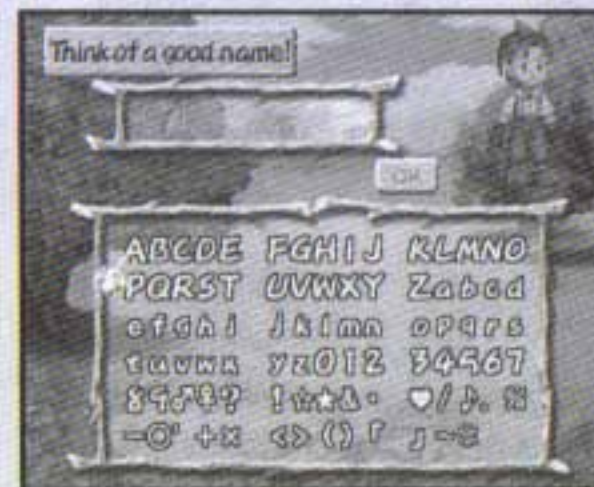 Think of a good name!
OK
ABCDE FGHIJ KLMNO
PQRST UVWXY Zabcd
efghi jklmn opqrs
tuvwx yz012 34567
89♂♀? !☆★♨・ ♥/♪。%
-○' +× <>()「 」~